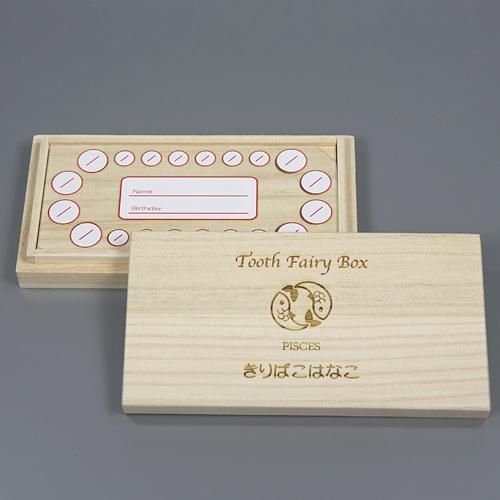 Name
Birthday
Tooth Fairy Box
PISCES
きりばこはなこ